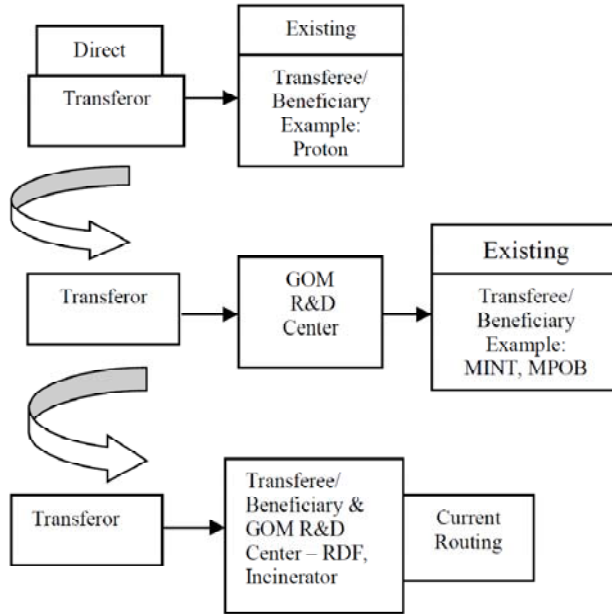 Direct
Transferor
Existing
Transferee/
Beneficiary
Example:
Proton
Transferor
GOM
R&D
Center
Existing
Transferee/
Beneficiary
Example:
MINT, MPOB
Transferor
Transferee/
Beneficiary &
GOM R&D
Center – RDF,
Incinerator
Current
Routing